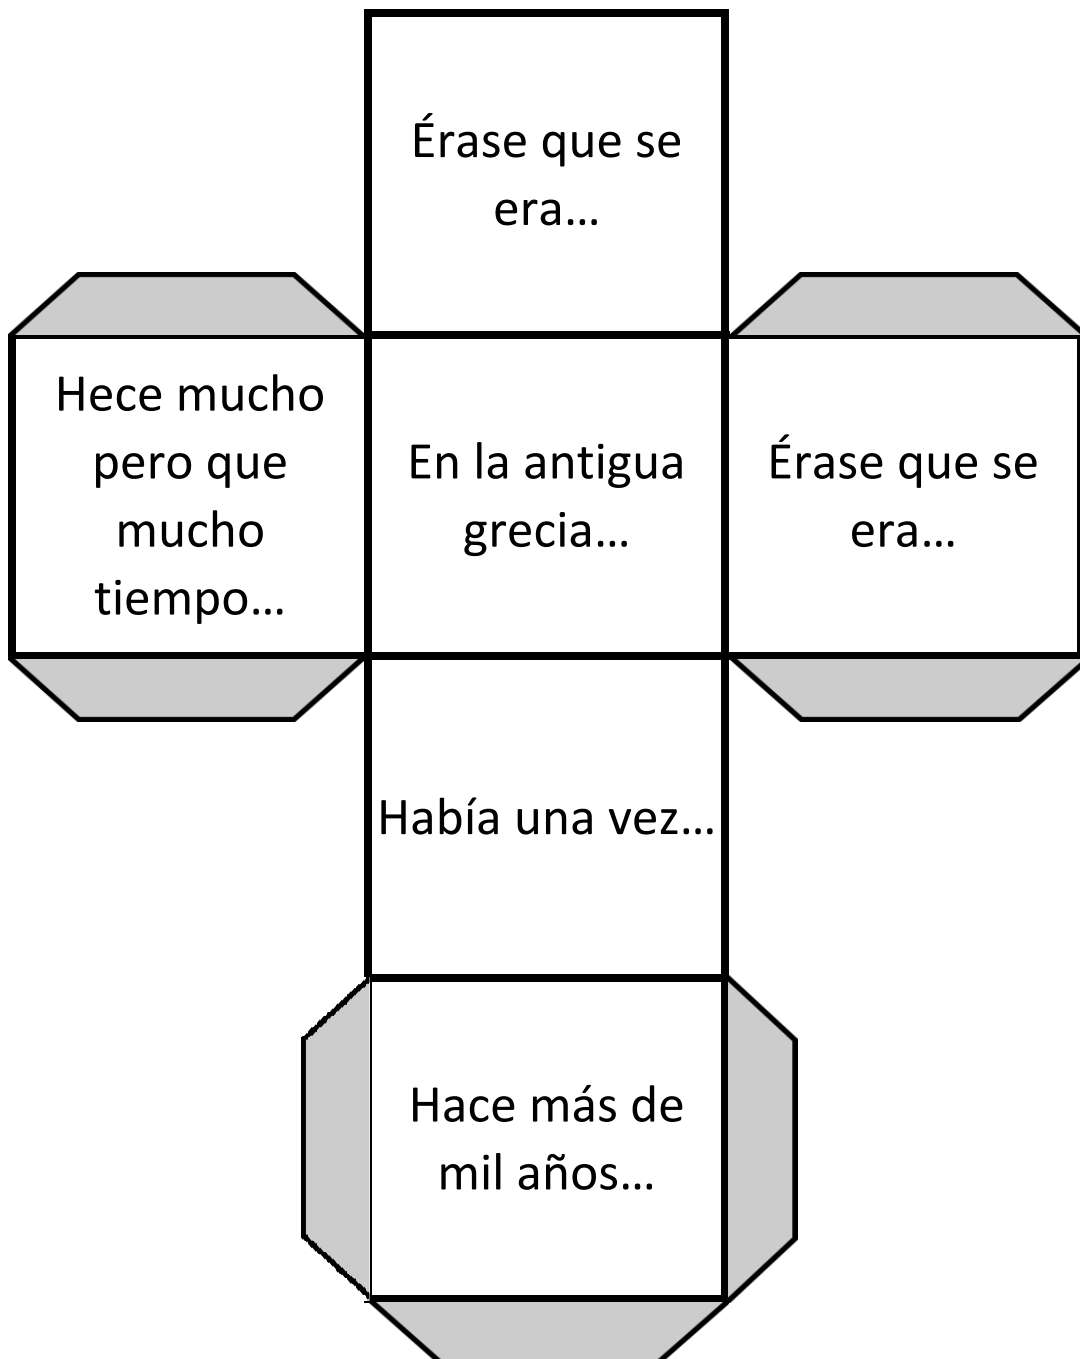 Érase que se
era...
Hece mucho
pero que
mucho
tiempo...
En la antigua
grecia...
Érase que se
era...
Había una vez...
Hace más de
mil años...